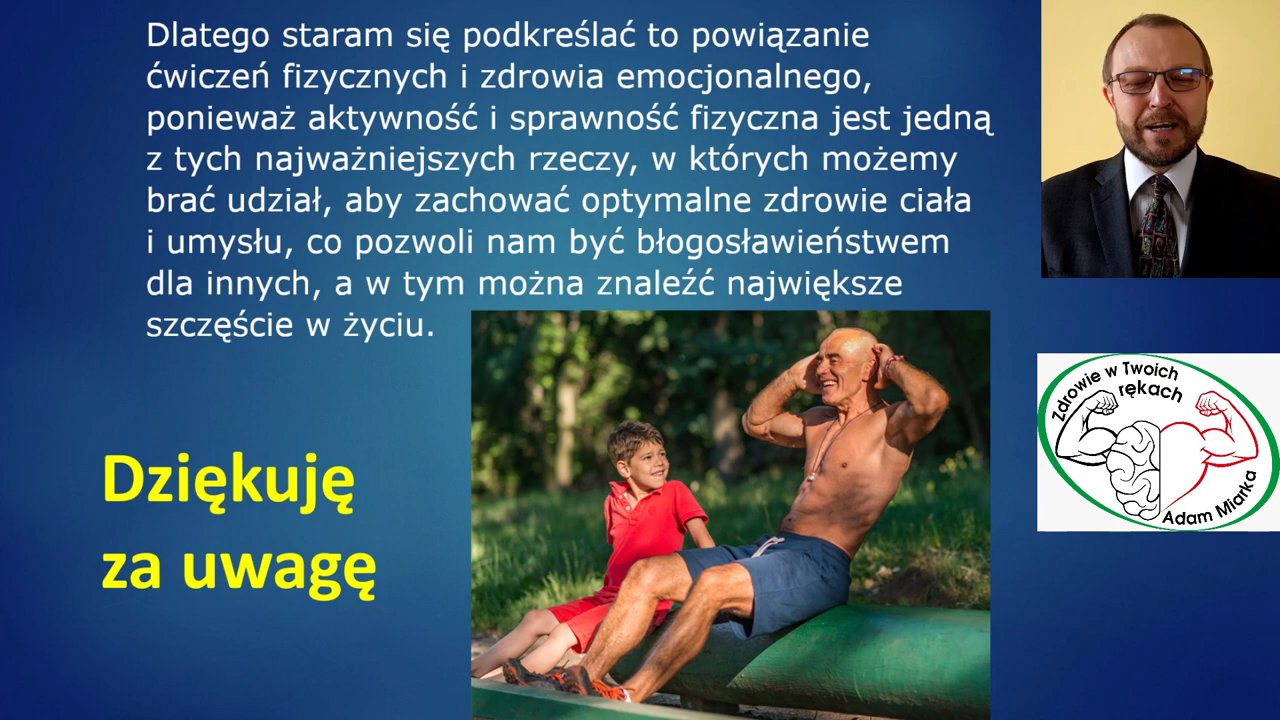 Dlatego staram się podkreślać to powiązanie
ćwiczeń fizycznych i zdrowia emocjonalnego,
ponieważ aktywność i sprawność fizyczna jest jedną
z tych najważniejszych rzeczy, w których możemy
brać udział, aby zachować optymalne zdrowie ciała
i umysłu, co pozwoli nam być błogosławieństwem
dla innych, a w tym można znaleźć największe
szczęście w życiu.
Dziękuję
za uwagę
Zdrowie w Twoich
rękach
Adam Miarka